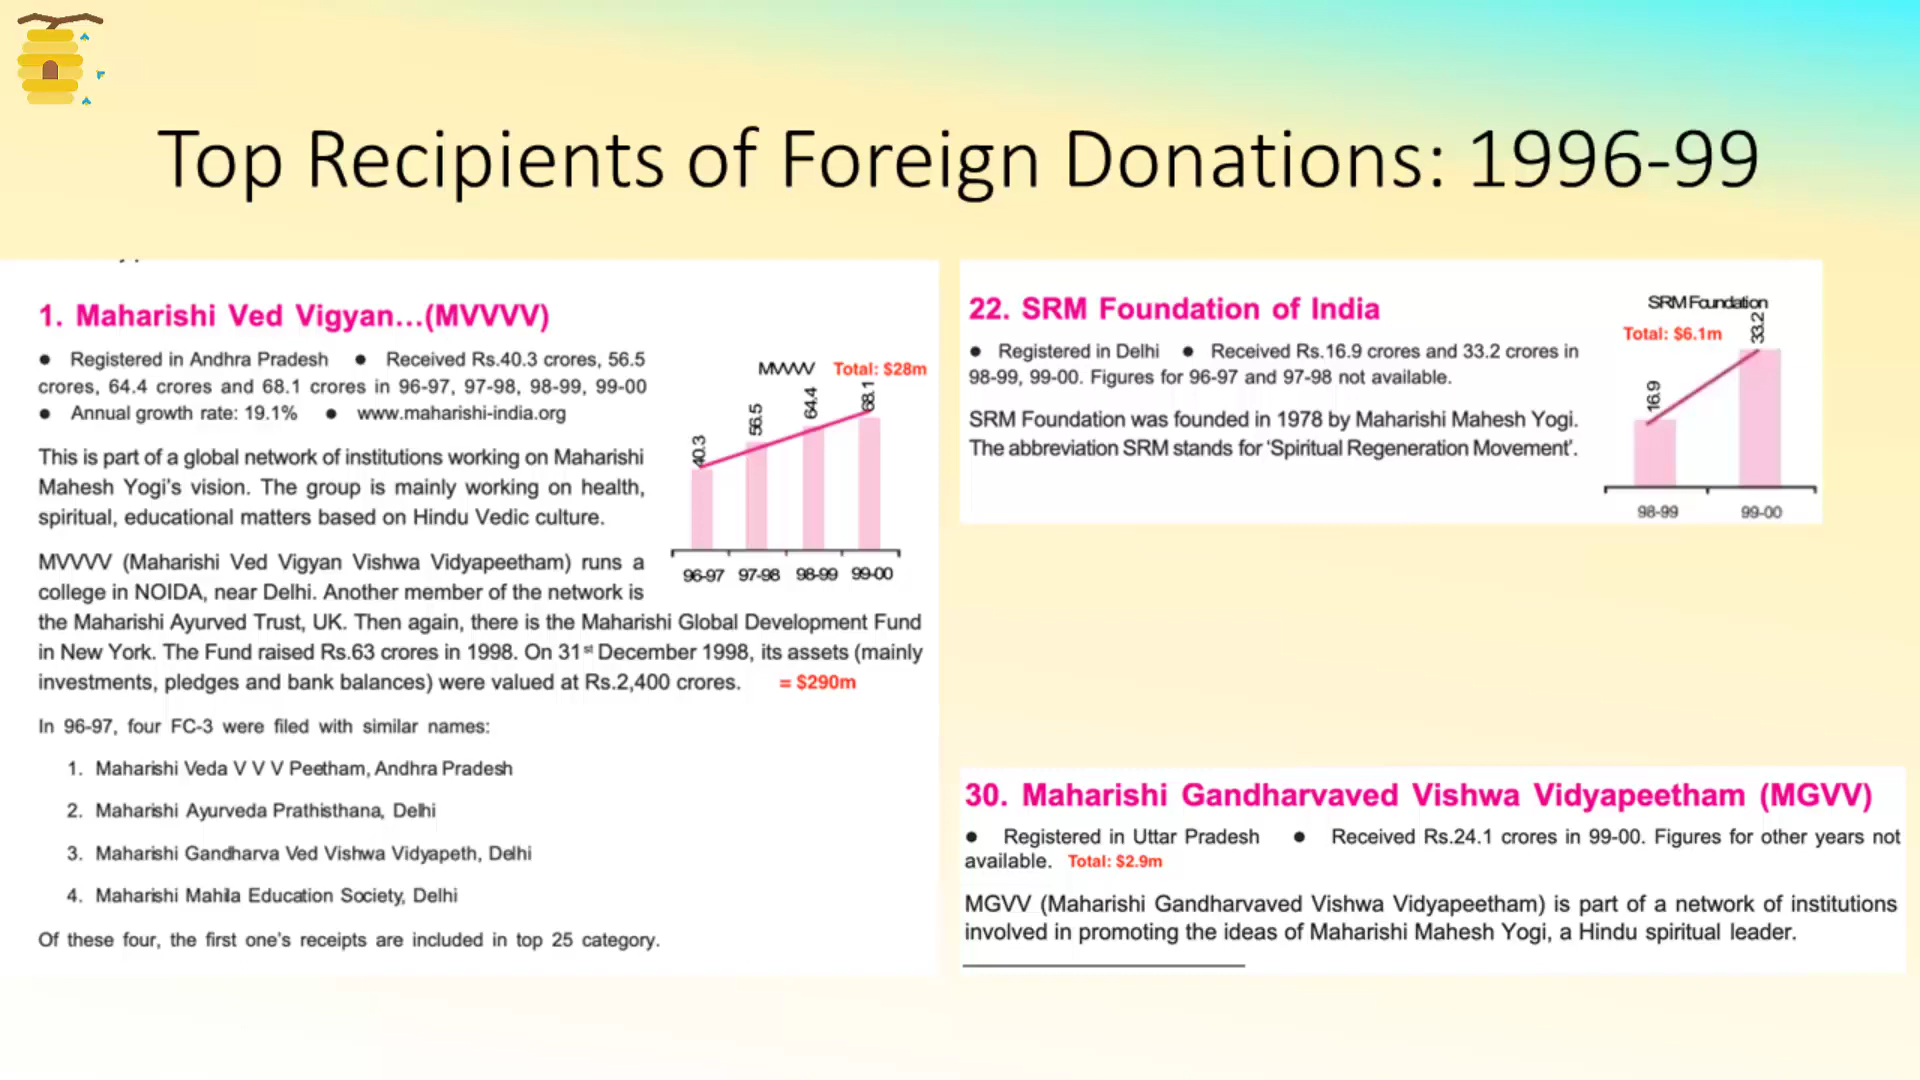 Top Recipients of Foreign Donations: 1996-99
1. Maharishi Ved Vigyan...(MVVVV)
● Registered in Andhra Pradesh ● Received Rs.40.3 crores, 56.5
crores, 64.4 crores and 68.1 crores in 96-97, 97-98, 98-99, 99-00
● Annual growth rate: 19.1% ● www.maharishi-india.org
This is part of a global network of institutions working on Maharishi
Mahesh Yogi's vision. The group is mainly working on health,
spiritual, educational matters based on Hindu Vedic culture.
MVVVV (Maharishi Ved Vigyan Vishwa Vidyapeetham) runs a
college in NOIDA, near Delhi. Another member of the network is
the Maharishi Ayurved Trust, UK. Then again, there is the Maharishi Global Development Fund
in New York. The Fund raised Rs.63 crores in 1998. On 31st December 1998, its assets (mainly
investments, pledges and bank balances) were valued at Rs.2,400 crores. = $290m
In 96-97, four FC-3 were filed with similar names:
1. Maharishi Veda V V V Peetham, Andhra Pradesh
2. Maharishi Ayurveda Prathisthana, Delhi
3. Maharishi Gandharva Ved Vishwa Vidyapeth, Delhi
4. Maharishi Mahila Education Society, Delhi
Of these four, the first one's receipts are included in top 25 category.
MVVVV Total: $28m
40.3 56.5 64.4 68.1
96-97 97-98 98-99 99-00
22. SRM Foundation of India
● Registered in Delhi ● Received Rs.16.9 crores and 33.2 crores in
98-99, 99-00. Figures for 96-97 and 97-98 not available.
SRM Foundation was founded in 1978 by Maharishi Mahesh Yogi.
The abbreviation SRM stands for 'Spiritual Regeneration Movement'.
SRM Foundation
Total: $6.1m
16.9 33.2
98-99 99-00
30. Maharishi Gandharvaved Vishwa Vidyapeetham (MGVV)
● Registered in Uttar Pradesh ● Received Rs.24.1 crores in 99-00. Figures for other years not
available. Total: $2.9m
MGVV (Maharishi Gandharvaved Vishwa Vidyapeetham) is part of a network of institutions
involved in promoting the ideas of Maharishi Mahesh Yogi, a Hindu spiritual leader.